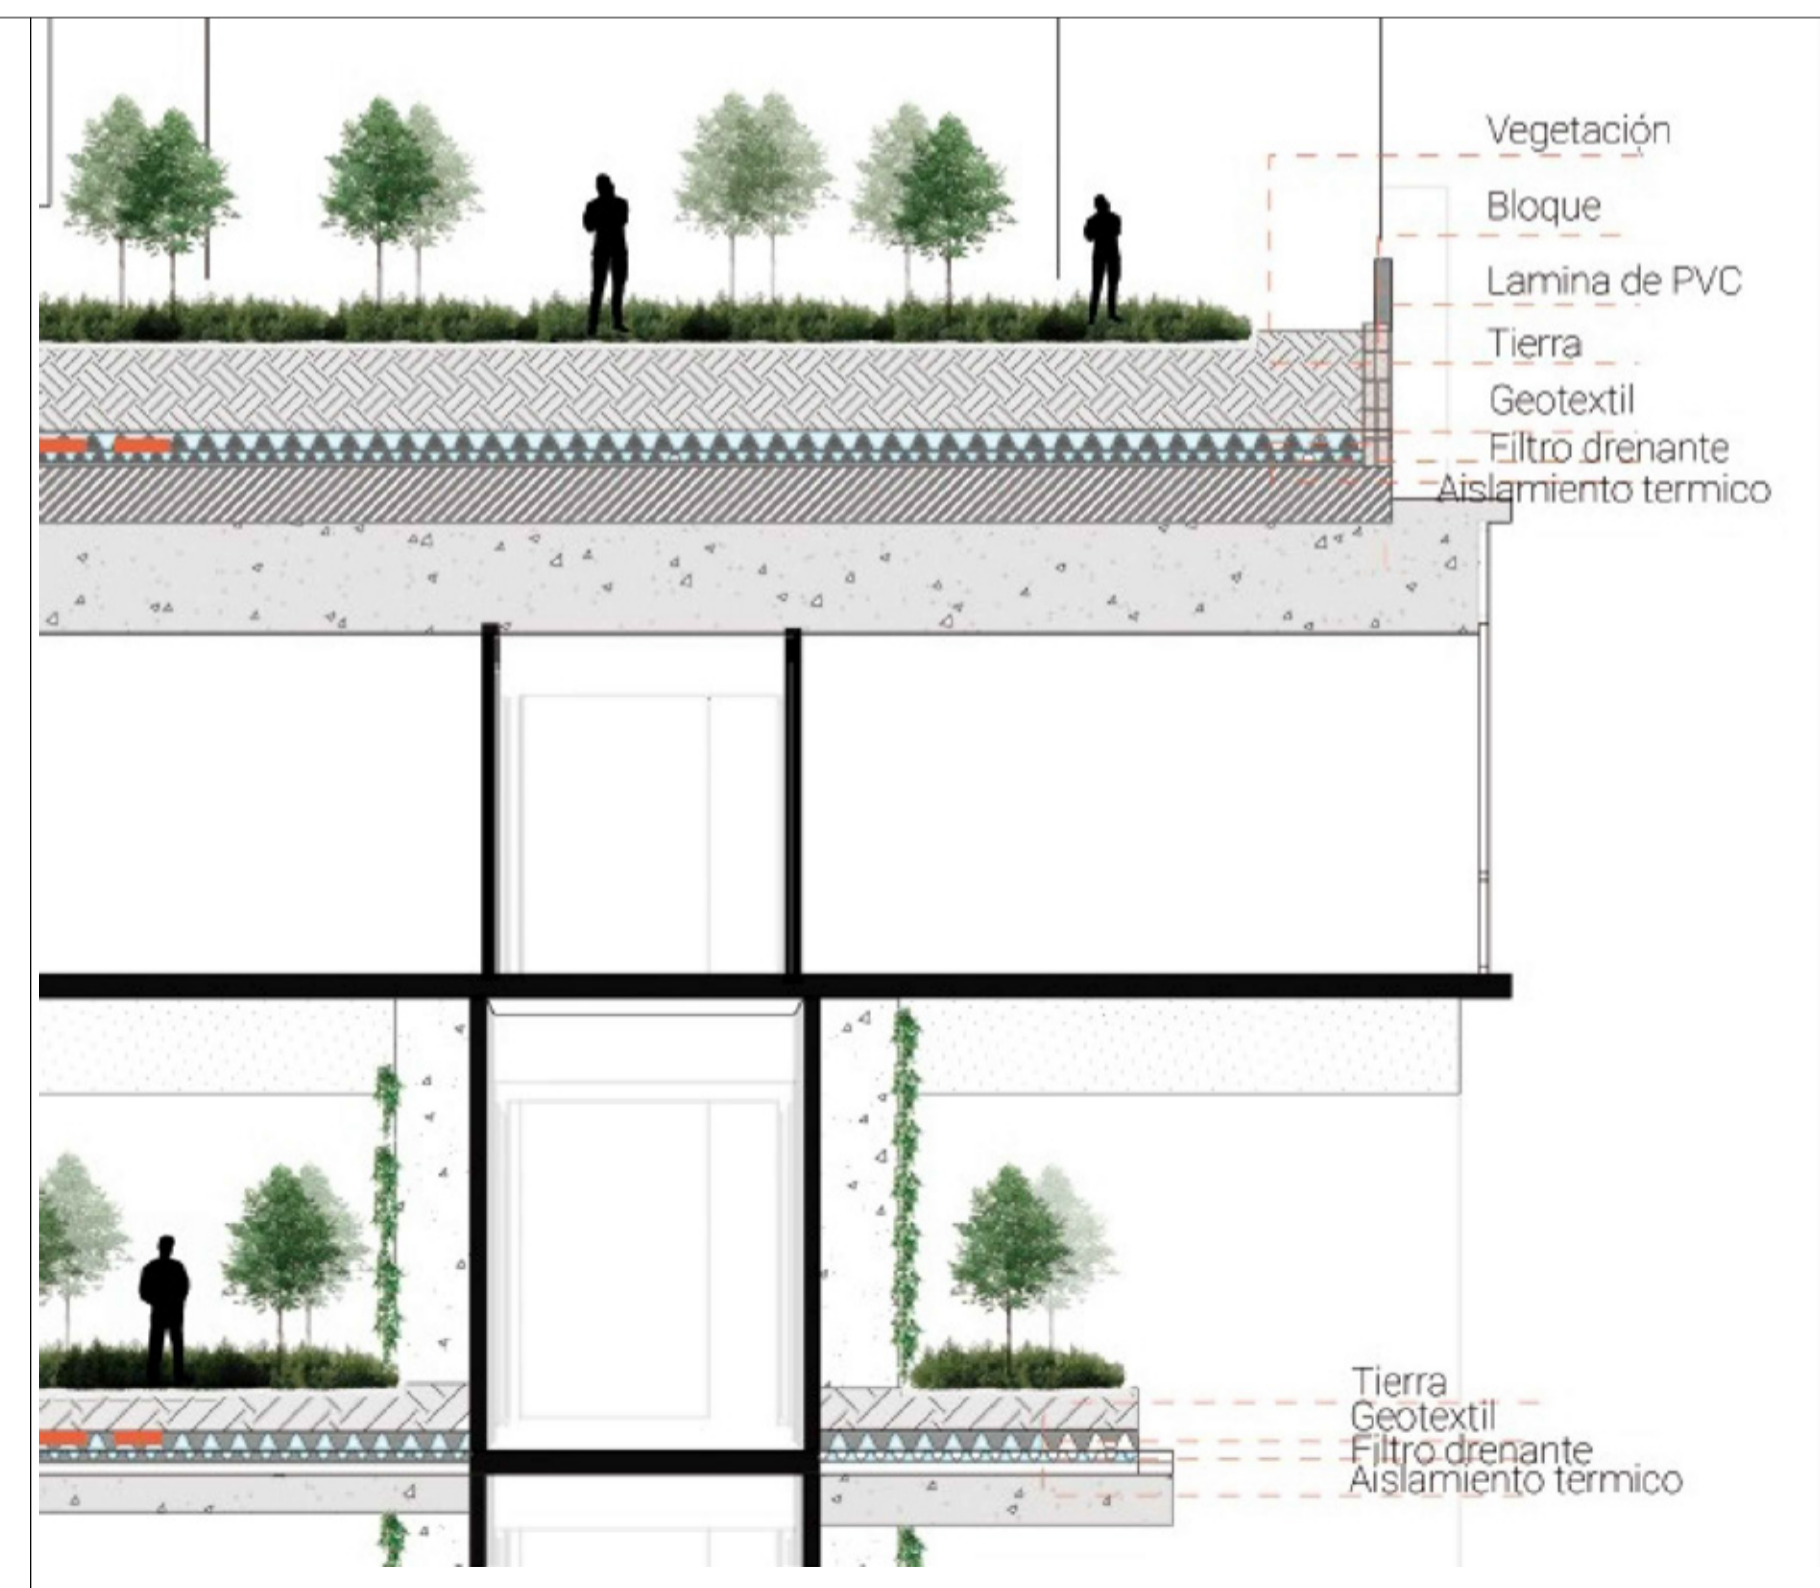 Vegetación
Bloque
Lamina de PVC
Tierra
Geotextil
Filtro drenante
Aislamiento termico
Tierra
Geotextil
Filtro drenante
Aislamiento termico